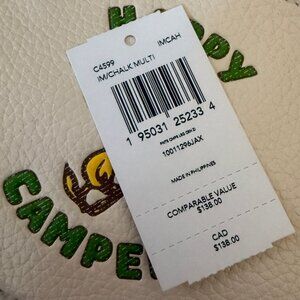 HAPPY
C4599 IMCAH
IM/CHALK MULTI
1 95031 25233 4
10011296JAX
MADE IN PHILIPPINES
COMPARABLE VALUE
$138.00
CAD
$138.00
CAMPE